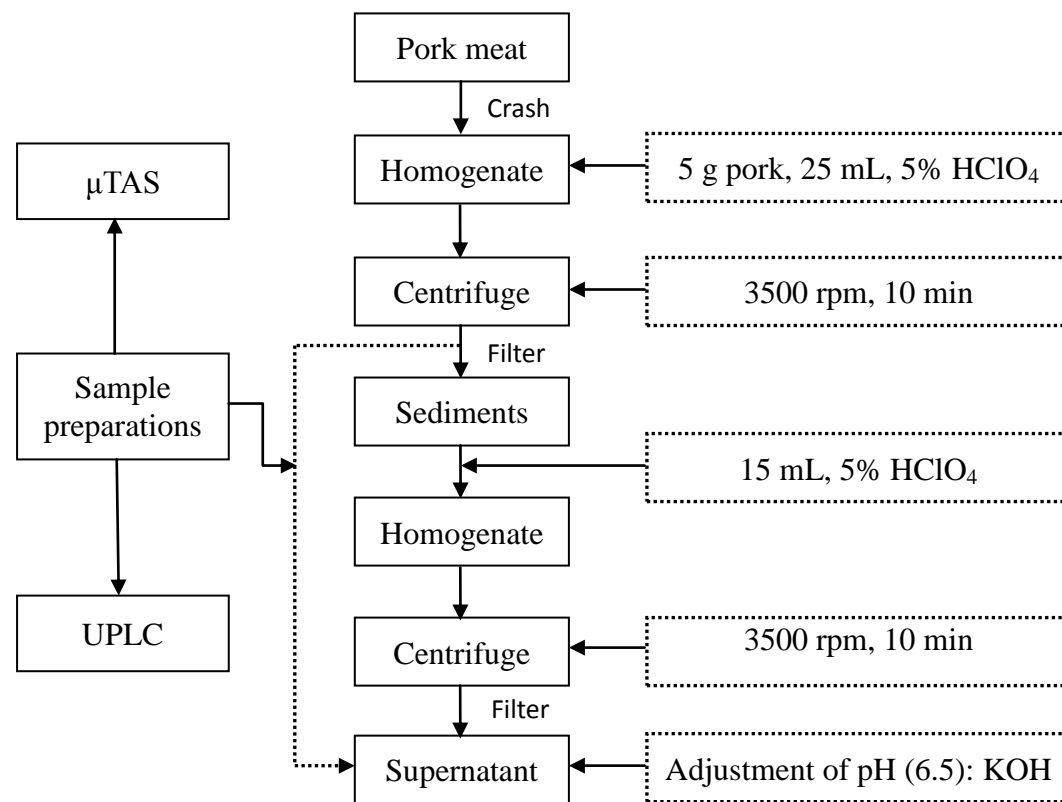 Pork meat
Crash
Homogenate
5 g pork, 25 mL, 5% HClO₄
μTAS
Centrifuge
3500 rpm, 10 min
Filter
Sample
preparations
Sediments
15 mL, 5% HClO₄
Homogenate
UPLC
Centrifuge
3500 rpm, 10 min
Filter
Supernatant
Adjustment of pH (6.5): KOH